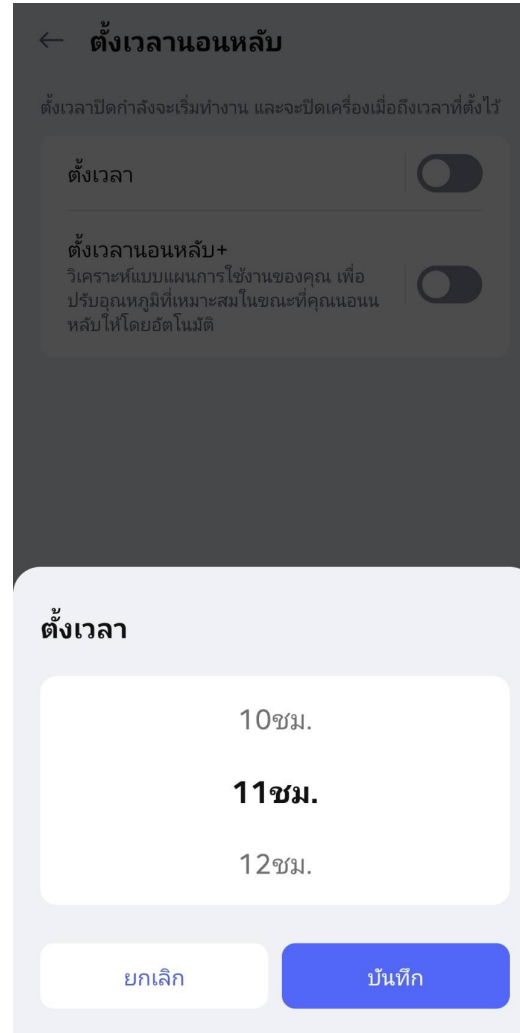 ตั้งเวลานอนหลับ
ตั้งเวลาปิดกำลังจะเริ่มทำงาน และจะปิดเครื่องเมื่อถึงเวลาที่ตั้งไว้
ตั้งเวลา
ตั้งเวลานอนหลับ+
วิเคราะห์แบบแผนการใช้งานของคุณ เพื่อ
ปรับอุณหภูมิที่เหมาะสมในขณะที่คุณนอนน
หลับให้โดยอัตโนมัติ
ตั้งเวลา
10ชม.
11ชม.
12ชม.
ยกเลิก
บันทึก